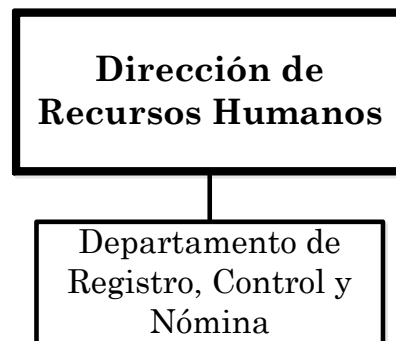 Dirección de
Recursos Humanos
Departamento de
Registro, Control y
Nómina